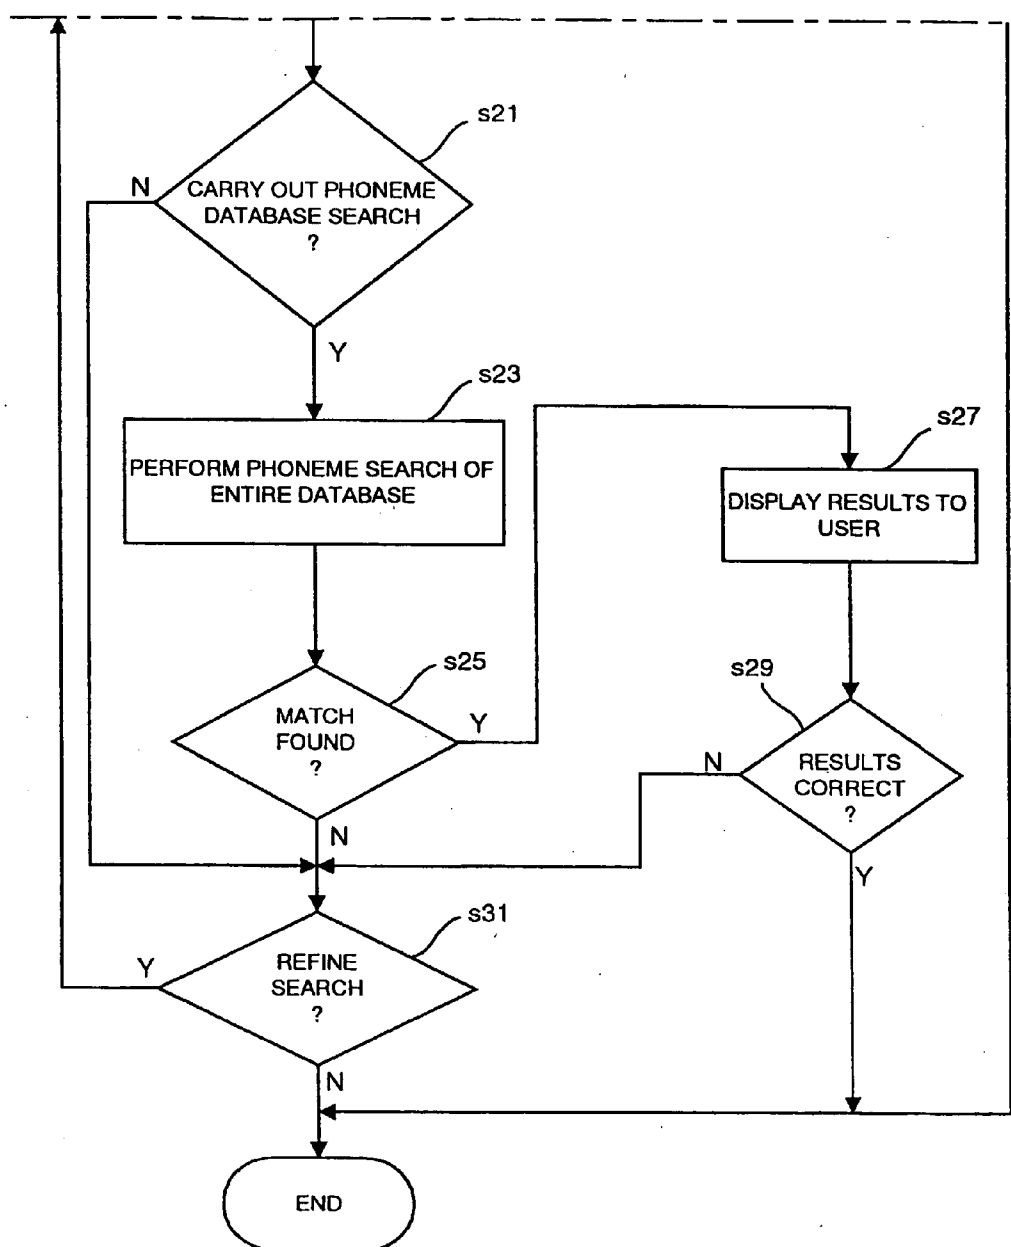 s21
N
CARRY OUT PHONEME
DATABASE SEARCH
?
Y
s23
PERFORM PHONEME SEARCH OF
ENTIRE DATABASE
s27
DISPLAY RESULTS TO
USER
s25
MATCH
FOUND
?
Y
N
s29
N
RESULTS
CORRECT
?
Y
s31
Y
REFINE
SEARCH
?
N
END